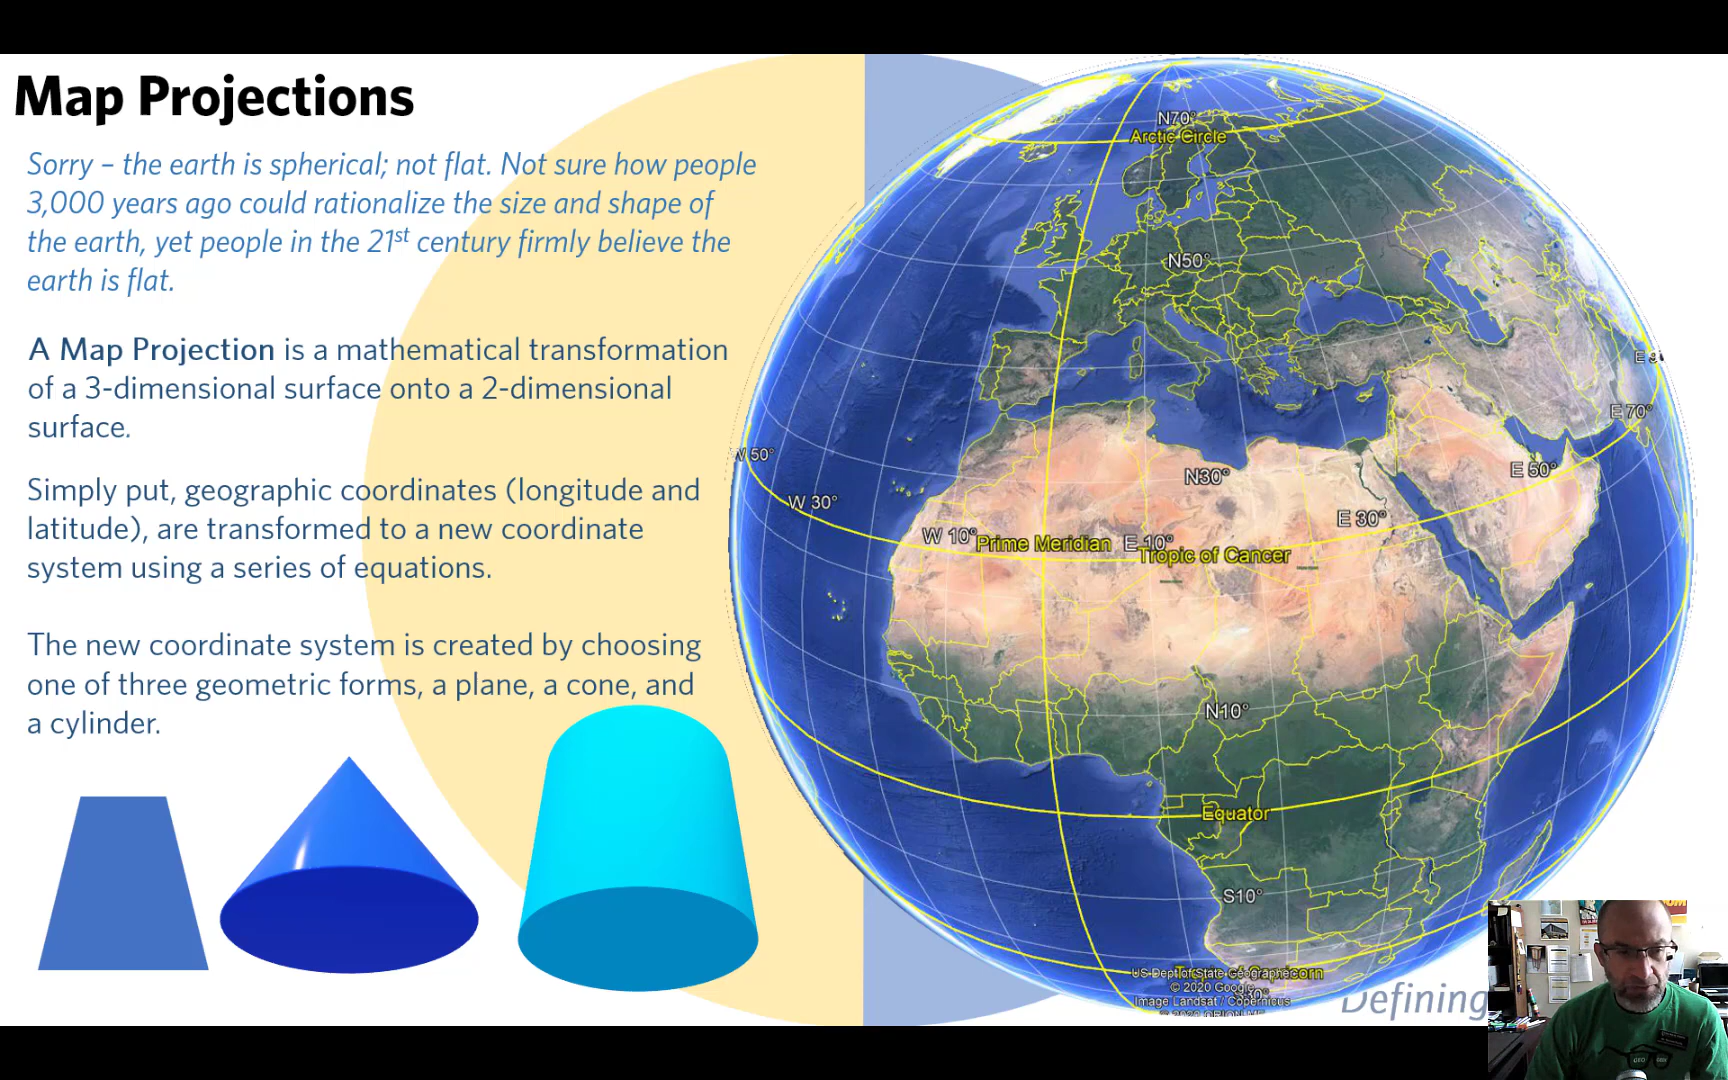 Map Projections
Sorry – the earth is spherical; not flat. Not sure how people
3,000 years ago could rationalize the size and shape of
the earth, yet people in the 21st century firmly believe the
earth is flat.
A Map Projection is a mathematical transformation
of a 3-dimensional surface onto a 2-dimensional
surface.
Simply put, geographic coordinates (longitude and
latitude), are transformed to a new coordinate
system using a series of equations.
The new coordinate system is created by choosing
one of three geometric forms, a plane, a cone, and
a cylinder.
N70°
Arctic Circle
N50°
E 70°
W 50°
E 50°
N30°
W 30°
E 30°
W 10°
Prime Meridian
E 10°
Tropic of Cancer
N10°
Equator
S10°
US Dept of State Geographer
© 2020 Google
Image Landsat / Copernicus
Defining